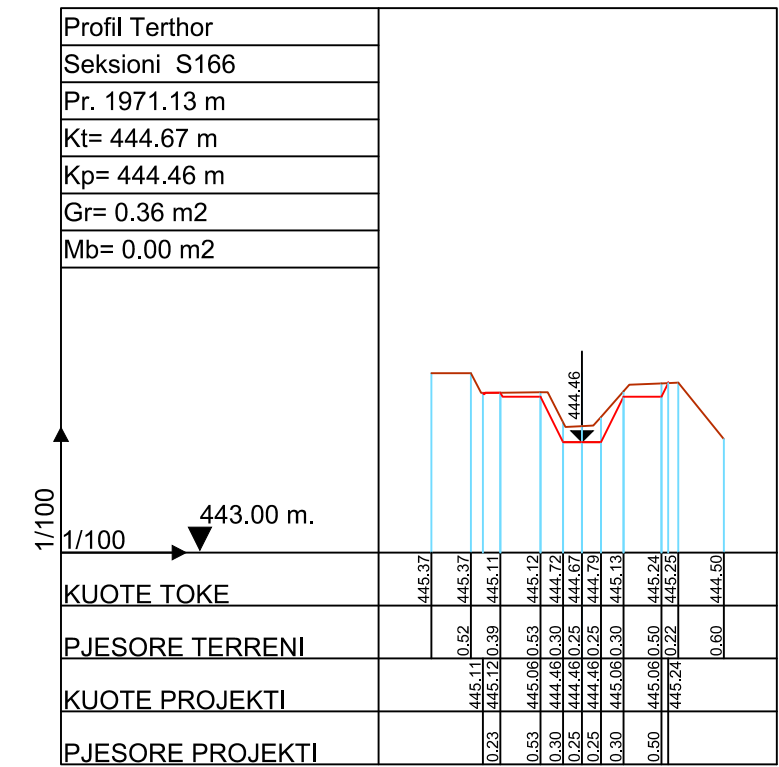 Profil Terthor
Seksioni S166
Pr. 1971.13 m
Kt= 444.67 m
Kp= 444.46 m
Gr= 0.36 m2
Mb= 0.00 m2
444.46
1/100
443.00 m.
1/100
KUOTE TOKE 445.37 445.37 445.11 445.12 444.72 444.67 444.79 445.13 445.24 445.25 444.50
PJESORE TERRENI 0.52 0.39 0.53 0.30 0.25 0.25 0.30 0.50 0.22 0.60
KUOTE PROJEKTI 445.11 445.12 445.06 444.46 444.46 444.46 445.06 445.06 445.24
PJESORE PROJEKTI 0.23 0.53 0.30 0.25 0.25 0.30 0.50